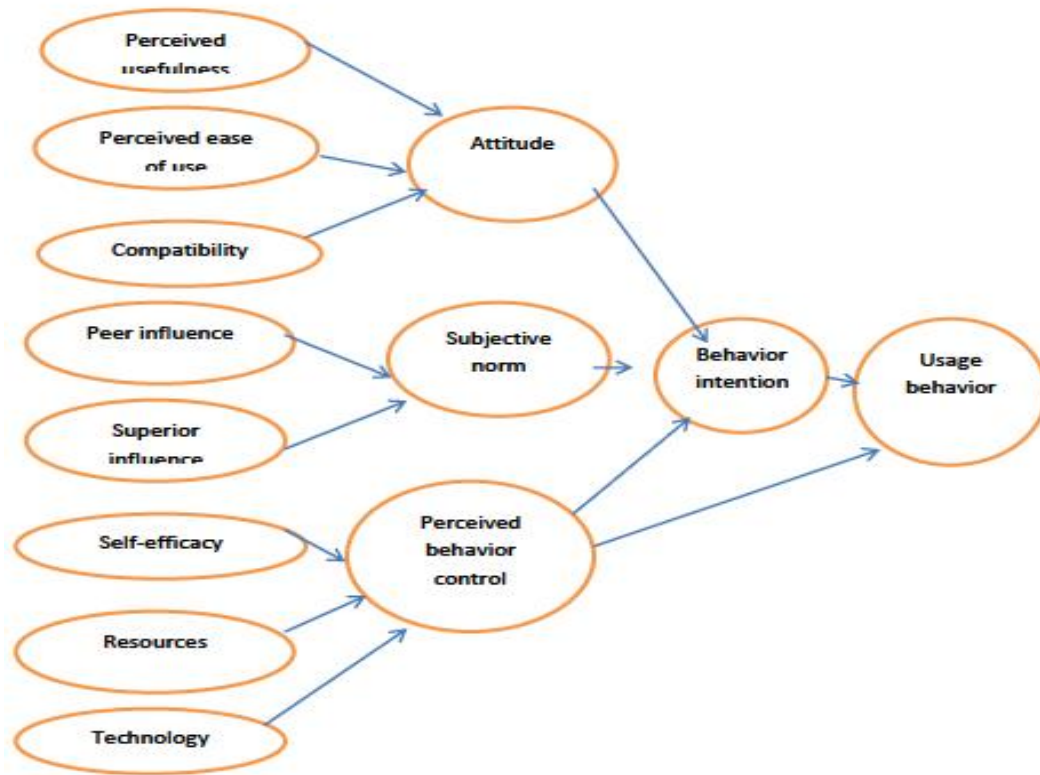 Perceived
usefulness
Perceived ease
of use
Compatibility
Peer influence
Superior
influence
Self-efficacy
Resources
Technology
Attitude
Subjective
norm
Perceived
behavior
control
Behavior
intention
Usage
behavior